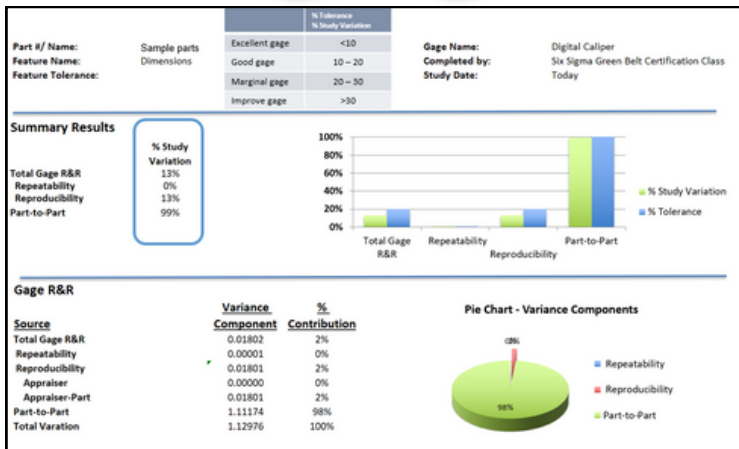 % Tolerance
% Study Variation
Excellent gage <10
Good gage 10 – 20
Marginal gage 20 – 30
Improve gage >30
Part #/ Name: Sample parts
Feature Name: Dimensions
Feature Tolerance:
Gage Name: Digital Caliper
Completed by: Six Sigma Green Belt Certification Class
Study Date: Today
Summary Results
% Study
Variation
Total Gage R&R 13%
Repeatability 0%
Reproducibility 13%
Part-to-Part 99%
100%
80%
60%
40%
20%
0%
Total Gage
R&R
Repeatability
Reproducibility
Part-to-Part
% Study Variation
% Tolerance
Gage R&R
Variance %
Source Component Contribution
Total Gage R&R 0.01802 2%
Repeatability 0.00001 0%
Reproducibility 0.01801 2%
Appraiser 0.00000 0%
Appraiser-Part 0.01801 2%
Part-to-Part 1.11174 98%
Total Varation 1.12976 100%
Pie Chart - Variance Components
98%
Repeatability
Reproducibility
Part-to-Part